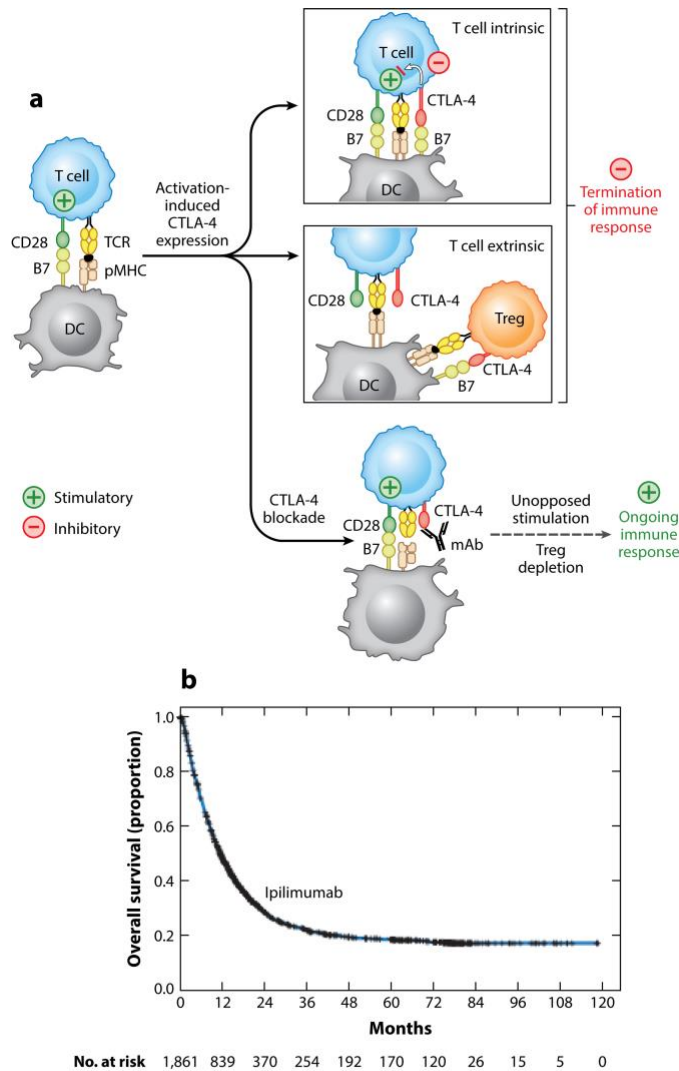 a
T cell
CD28
B7
TCR
pMHC
DC
Activation-
induced
CTLA-4
expression
T cell intrinsic
T cell
CD28
B7
CTLA-4
B7
DC
T cell extrinsic
CD28
CTLA-4
Treg
CTLA-4
B7
DC
Termination
of immune
response
Stimulatory
Inhibitory
CTLA-4
blockade
CD28
B7
CTLA-4
mAb
Unopposed
stimulation
Treg
depletion
Ongoing
immune
response
b
Overall survival (proportion)
1.0
0.8
0.6
0.4
0.2
0.0
Ipilimumab
0 12 24 36 48 60 72 84 96 108 120
Months
No. at risk 1,861 839 370 254 192 170 120 26 15 5 0